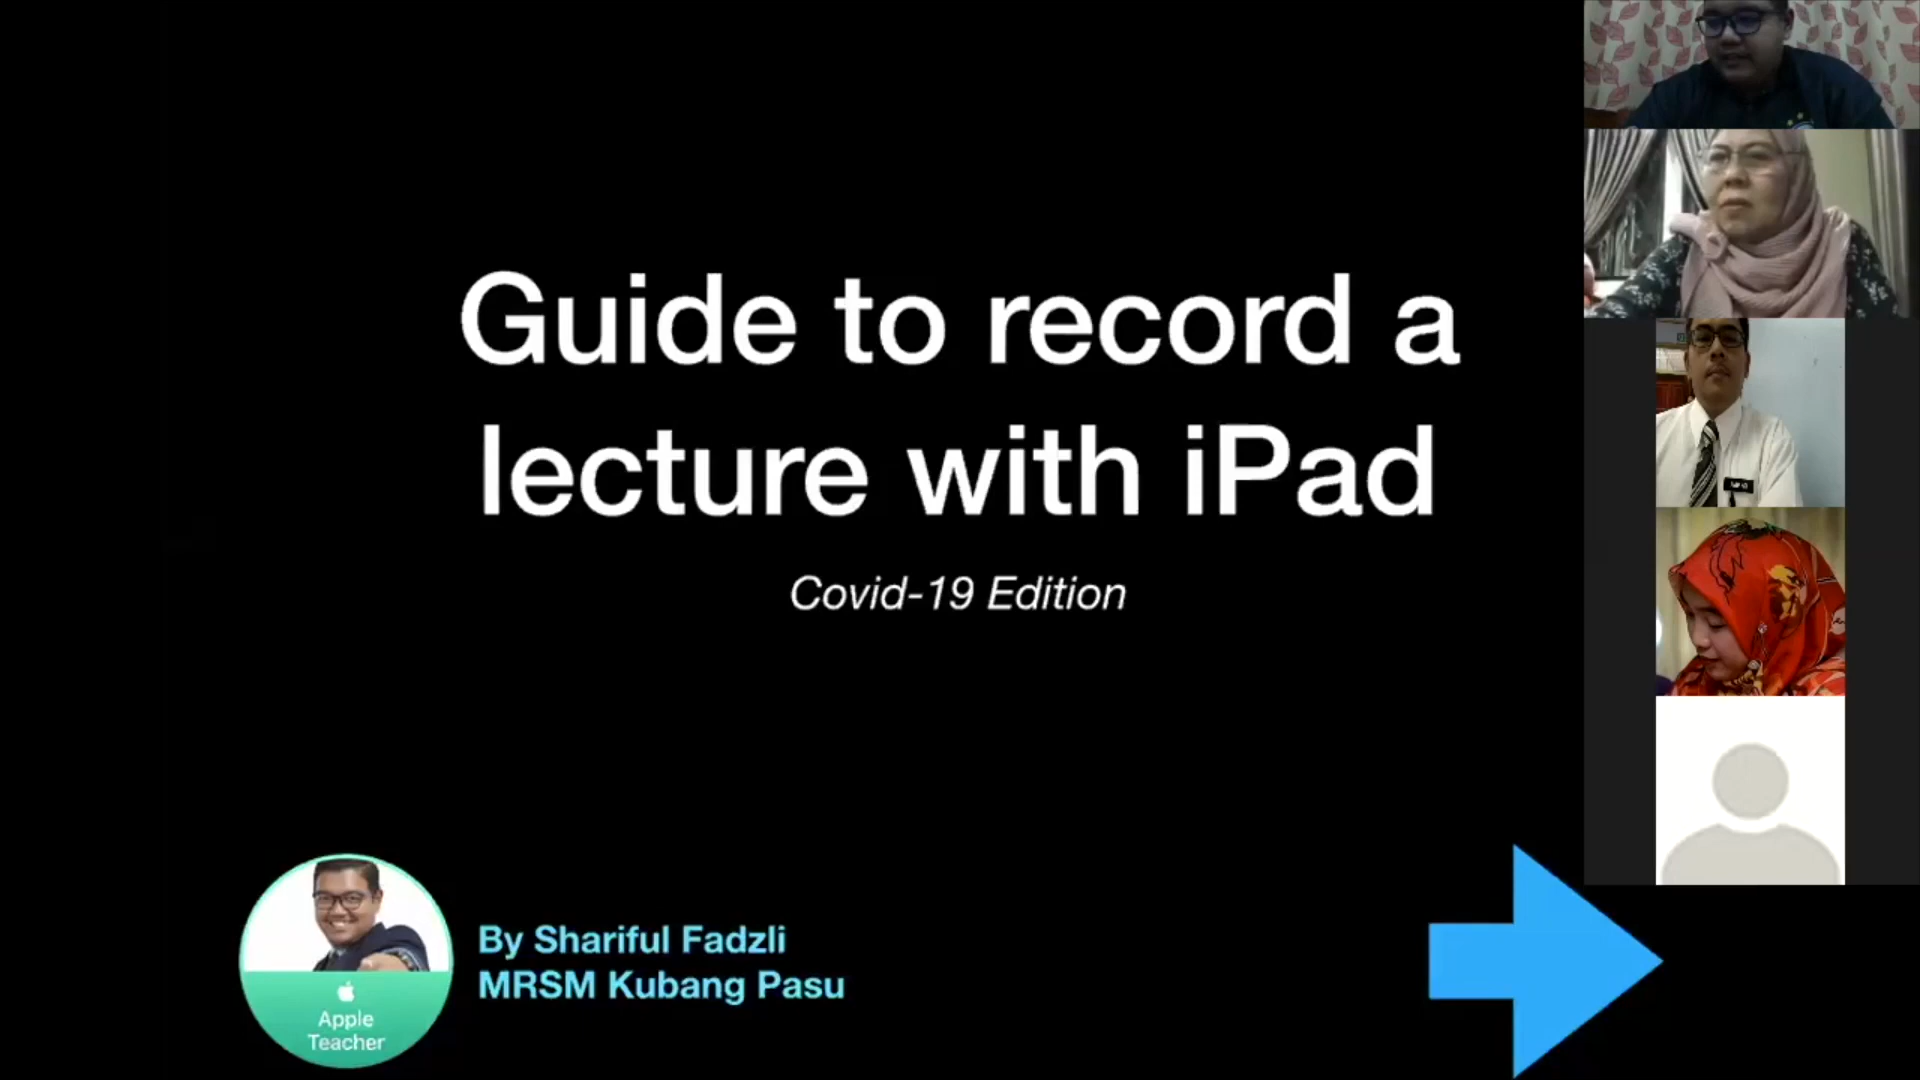 Guide to record a
lecture with iPad
Covid-19 Edition
By Shariful Fadzli
MRSM Kubang Pasu
Apple
Teacher